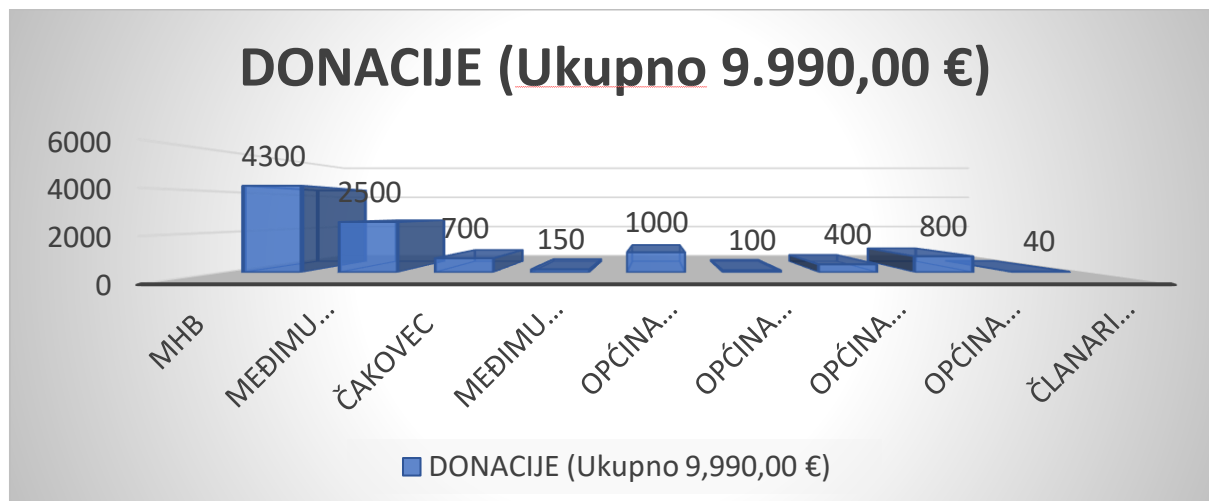 DONACIJE (Ukupno 9.990,00 €)
6000
4000
2000
0
4300
2500
700
150
1000
100
400
800
40
MHB
MEĐIMU...
ČAKOVEC
MEĐIMU...
OPĆINA...
OPĆINA...
OPĆINA...
OPĆINA...
ČLANARI...
DONACIJE (Ukupno 9,990,00 €)